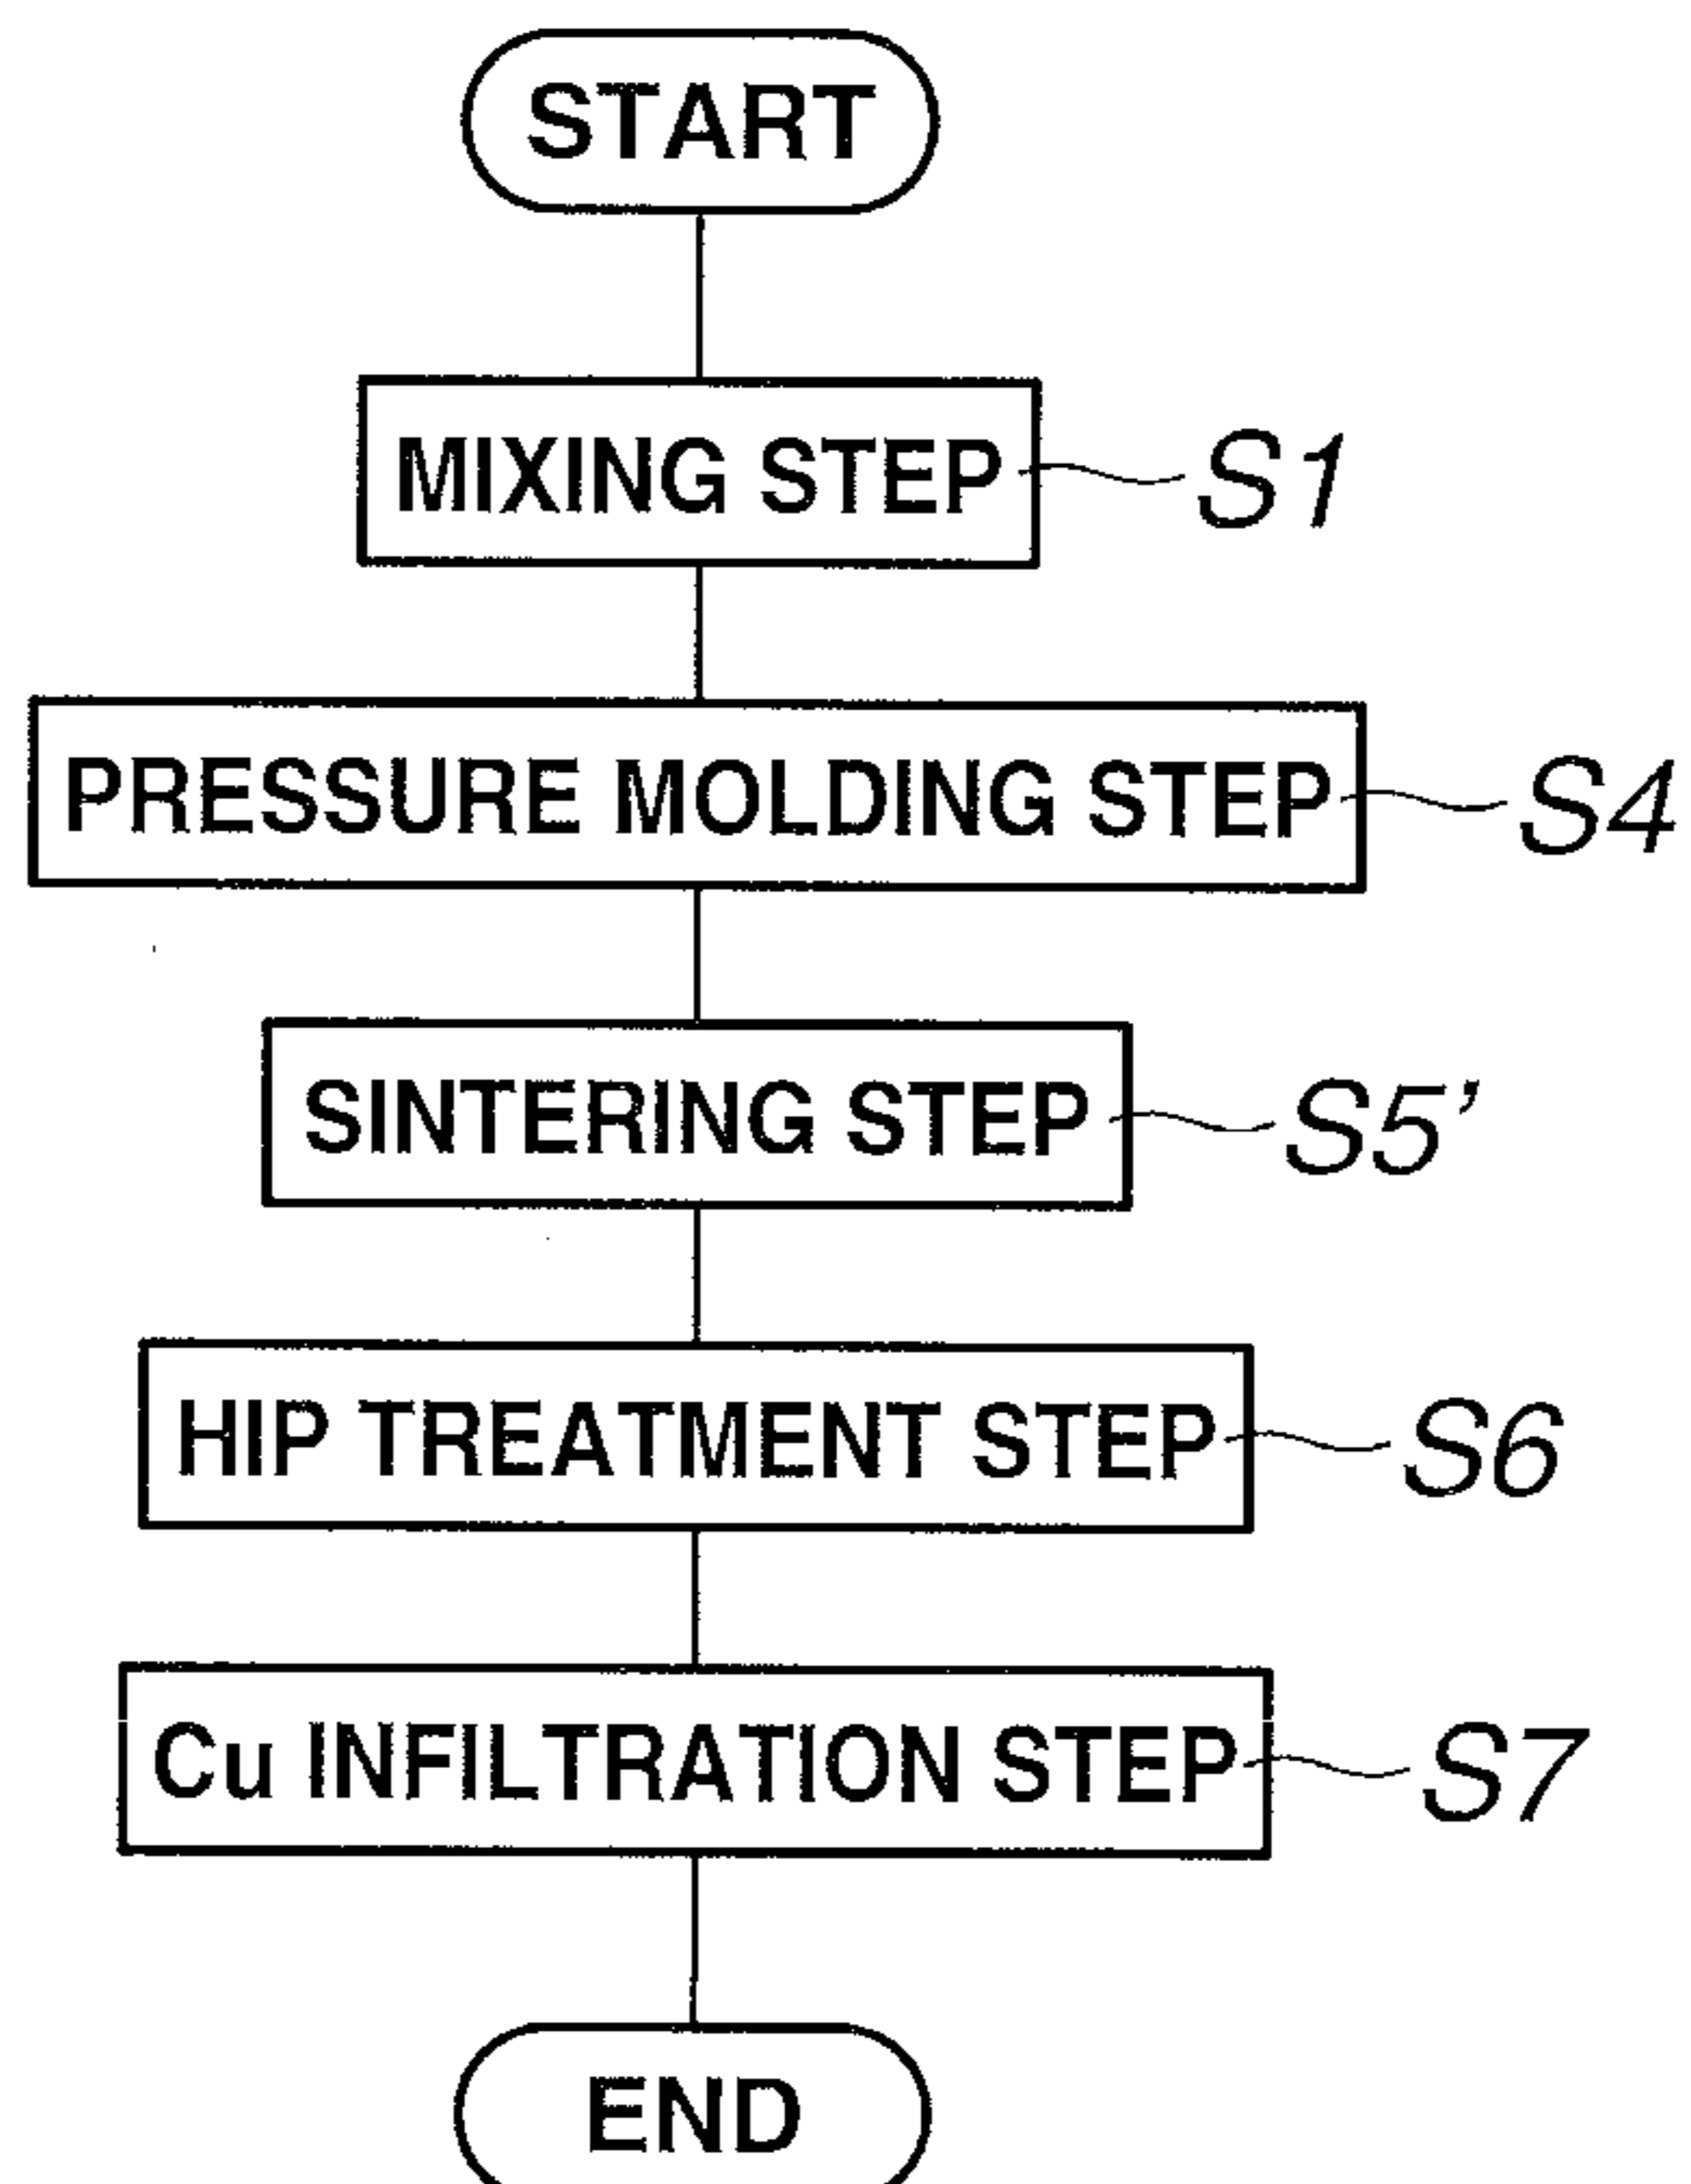 START
MIXING STEP S1
PRESSURE MOLDING STEP S4
SINTERING STEP S5'
HIP TREATMENT STEP S6
Cu INFILTRATION STEP S7
END